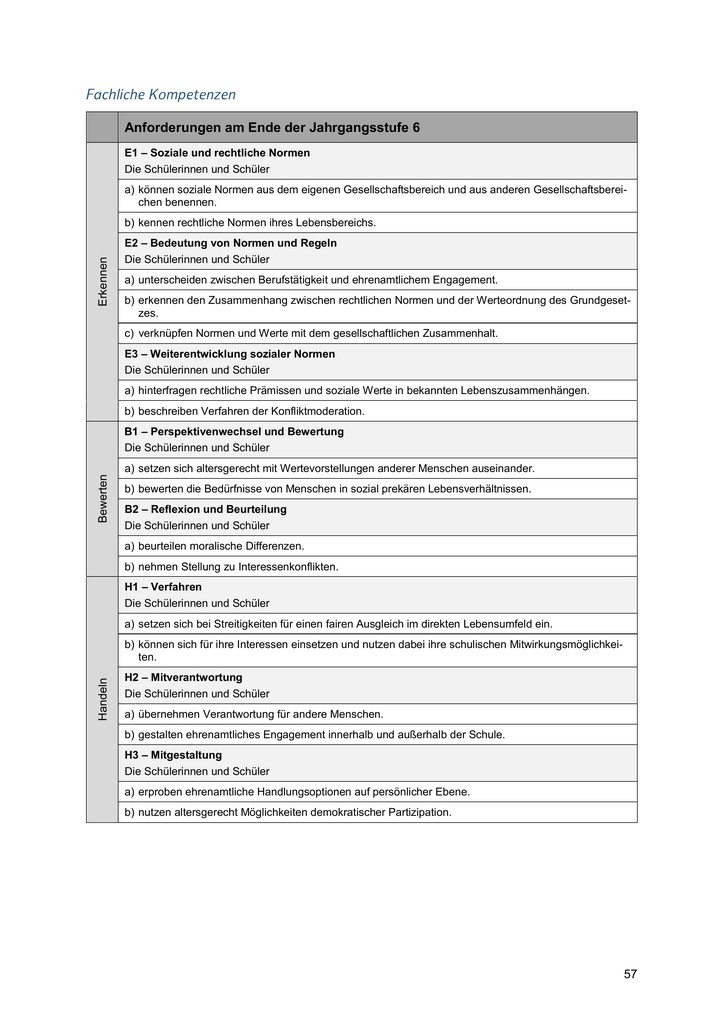 Fachliche Kompetenzen
Anforderungen am Ende der Jahrgangsstufe 6
Erkennen
E1 – Soziale und rechtliche Normen
Die Schülerinnen und Schüler
a) können soziale Normen aus dem eigenen Gesellschaftsbereich und aus anderen Gesellschaftsberei-
chen benennen.
b) kennen rechtliche Normen ihres Lebensbereichs.
E2 – Bedeutung von Normen und Regeln
Die Schülerinnen und Schüler
a) unterscheiden zwischen Berufstätigkeit und ehrenamtlichem Engagement.
b) erkennen den Zusammenhang zwischen rechtlichen Normen und der Werteordnung des Grundgeset-
zes.
c) verknüpfen Normen und Werte mit dem gesellschaftlichen Zusammenhalt.
E3 – Weiterentwicklung sozialer Normen
Die Schülerinnen und Schüler
a) hinterfragen rechtliche Prämissen und soziale Werte in bekannten Lebenszusammenhängen.
b) beschreiben Verfahren der Konfliktmoderation.
Bewerten
B1 – Perspektivenwechsel und Bewertung
Die Schülerinnen und Schüler
a) setzen sich altersgerecht mit Wertevorstellungen anderer Menschen auseinander.
b) bewerten die Bedürfnisse von Menschen in sozial prekären Lebensverhältnissen.
B2 – Reflexion und Beurteilung
Die Schülerinnen und Schüler
a) beurteilen moralische Differenzen.
b) nehmen Stellung zu Interessenkonflikten.
Handeln
H1 – Verfahren
Die Schülerinnen und Schüler
a) setzen sich bei Streitigkeiten für einen fairen Ausgleich im direkten Lebensumfeld ein.
b) können sich für ihre Interessen einsetzen und nutzen dabei ihre schulischen Mitwirkungsmöglichkei-
ten.
H2 – Mitverantwortung
Die Schülerinnen und Schüler
a) übernehmen Verantwortung für andere Menschen.
b) gestalten ehrenamtliches Engagement innerhalb und außerhalb der Schule.
H3 – Mitgestaltung
Die Schülerinnen und Schüler
a) erproben ehrenamtliche Handlungsoptionen auf persönlicher Ebene.
b) nutzen altersgerecht Möglichkeiten demokratischer Partizipation.
57